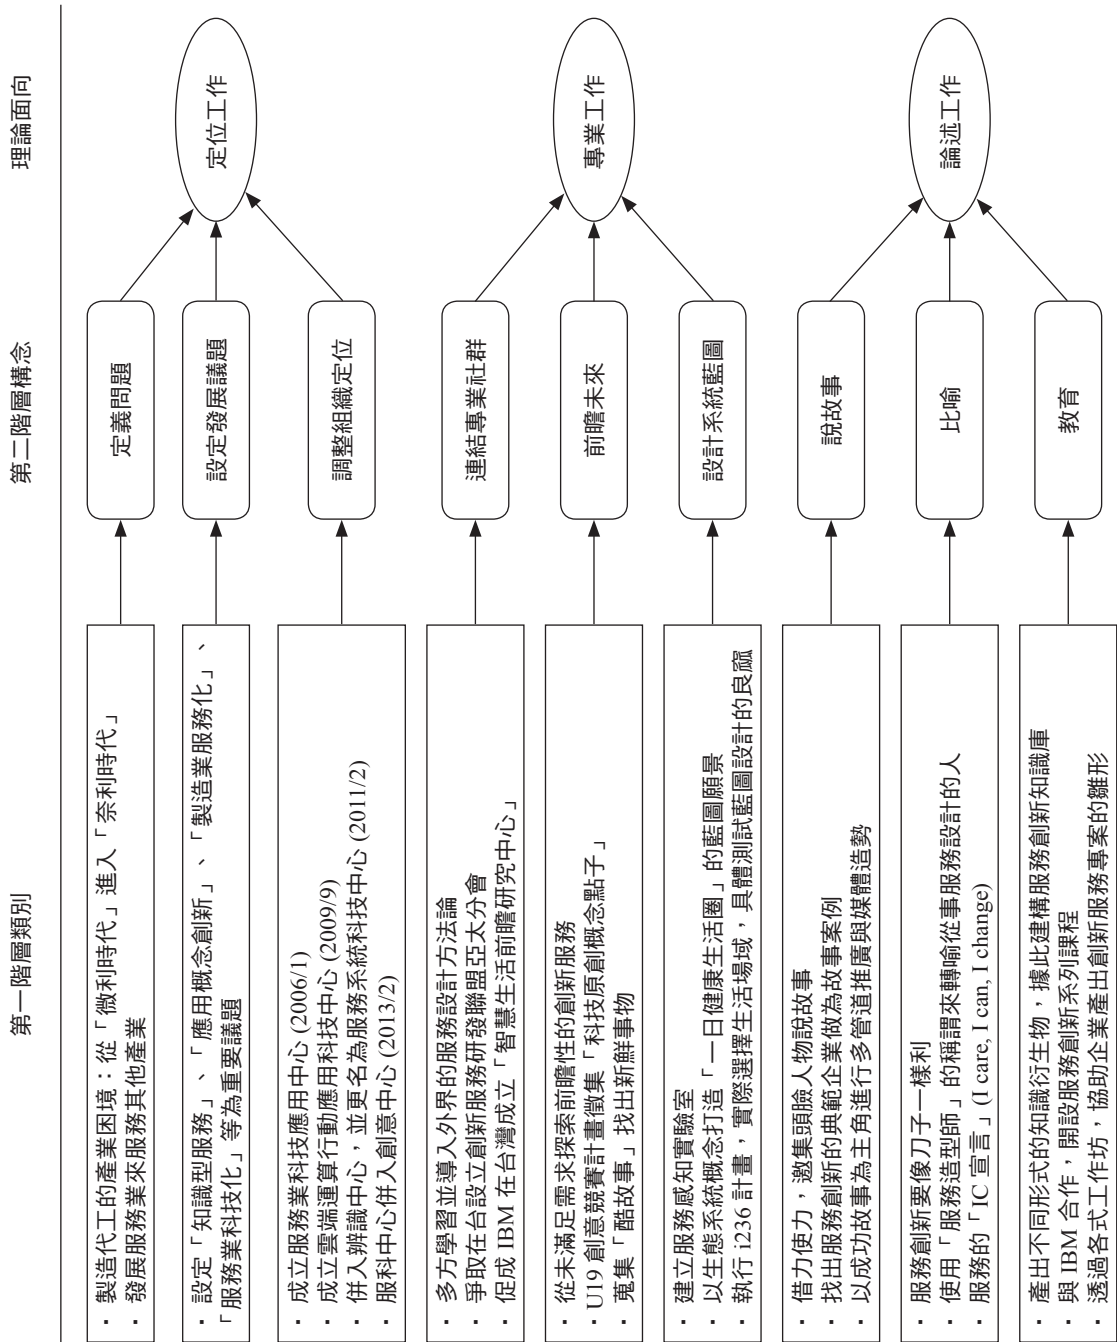 第一階層類別
第二階層構念
理論面向
· 製造代工的產業困境：從「微利時代」進入「奈利時代」
· 發展服務業來服務其他產業
定義問題
· 設定「知識型服務」、「應用概念創新」、「製造業服務化」、
「服務業科技化」等為重要議題
設定發展議題
· 成立服務業科技應用中心 (2006/1)
· 成立雲端運算行動應用科技中心 (2009/9)
· 併入辨識中心，並更名為服務系統科技中心 (2011/2)
· 服科中心併入創意中心 (2013/2)
調整組織定位
定位工作
· 多方學習並導入外界的服務設計方法論
· 爭取在台設立創新服務研發聯盟亞太分會
· 促成 IBM 在台灣成立「智慧生活前瞻研究中心」
連結專業社群
· 從未滿足需求探索前瞻性的創新服務
· U19 創意競賽計畫徵集「科技原創概念點子」
· 蒐集「酷故事」找出新鮮事物
前瞻未來
· 建立服務感知實驗室
· 以生態系統概念打造「一日健康生活圈」的藍圖願景
· 執行 i236 計畫，實際選擇生活場域，具體測試藍圖設計的良窳
設計系統藍圖
專業工作
· 借力使力，邀集頭臉人物說故事
· 找出服務創新的典範企業做為故事案例
· 以成功故事為主角進行多管道推廣與媒體造勢
說故事
· 服務創新要像刀子一樣利
· 使用「服務造型師」的稱謂來轉喻從事服務設計的人
· 服務的「IC 宣言」(I care, I can, I change)
比喻
· 產出不同形式的知識衍生物，據此建構服務創新知識庫
· 與 IBM 合作，開設服務創新系列課程
· 透過各式工作坊，協助企業產出創新服務專案的雛形
教育
論述工作